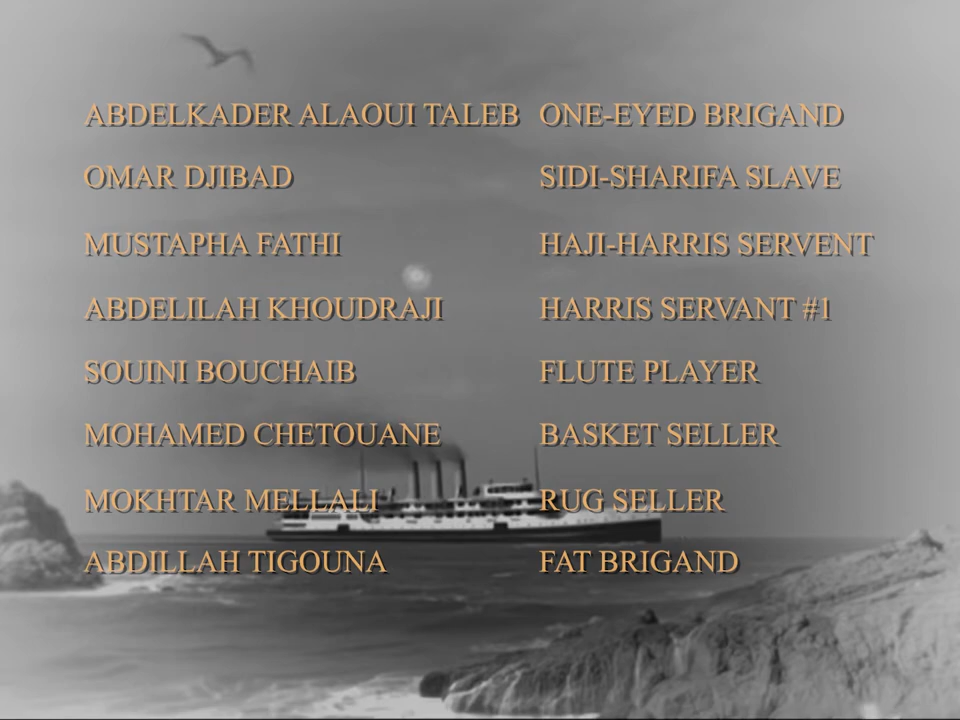 ABDELKADER ALAOUI TALEB ONE-EYED BRIGAND
OMAR DJIBAD SIDI-SHARIFA SLAVE
MUSTAPHA FATHI HAJI-HARRIS SERVENT
ABDELILAH KHOUDRAJI HARRIS SERVANT #1
SOUINI BOUCHAIB FLUTE PLAYER
MOHAMED CHETOUANE BASKET SELLER
MOKHTAR MELLALI RUG SELLER
ABDILLAH TIGOUNA FAT BRIGAND